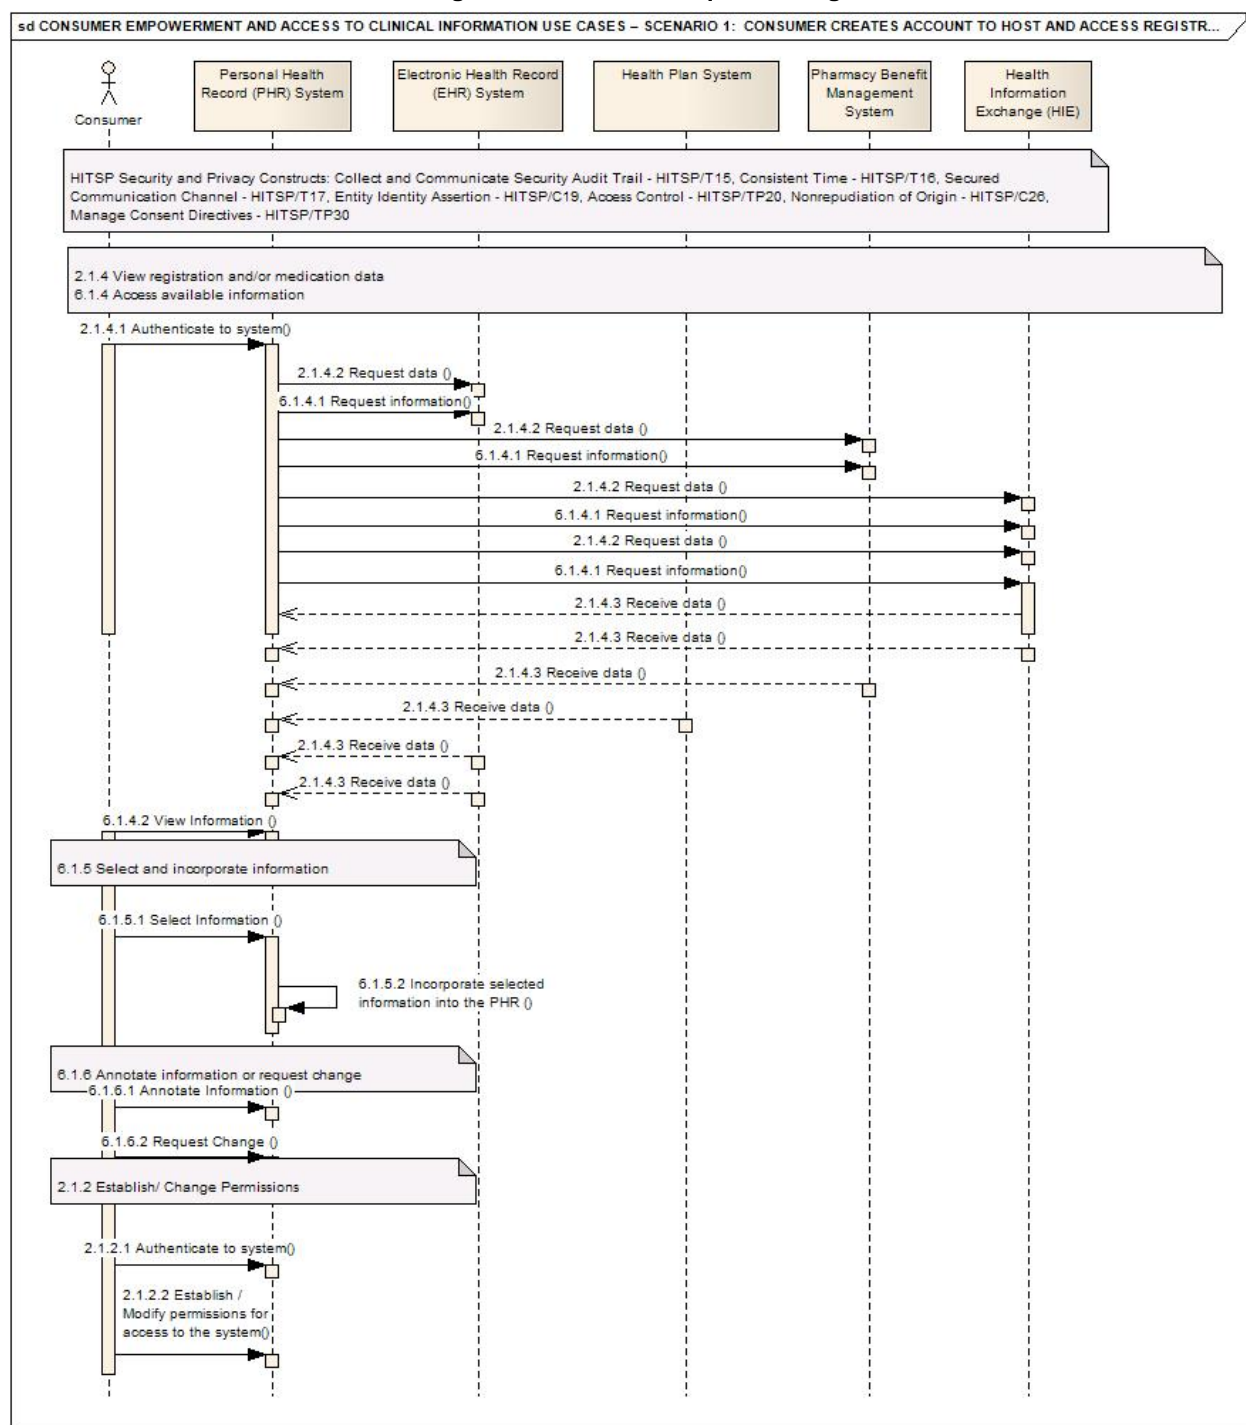 sd CONSUMER EMPOWERMENT AND ACCESS TO CLINICAL INFORMATION USE CASES – SCENARIO 1:  CONSUMER CREATES ACCOUNT TO HOST AND ACCESS REGISTR...
Consumer
Personal Health
Record (PHR) System
Electronic Health Record
(EHR) System
Health Plan System
Pharmacy Benefit
Management
System
Health
Information
Exchange (HIE)
HITSP Security and Privacy Constructs: Collect and Communicate Security Audit Trail - HITSP/T15, Consistent Time - HITSP/T16, Secured
Communication Channel - HITSP/T17, Entity Identity Assertion - HITSP/C19, Access Control - HITSP/TP20, Nonrepudiation of Origin - HITSP/C26,
Manage Consent Directives - HITSP/TP30
2.1.4 View registration and/or medication data
6.1.4 Access available information
2.1.4.1 Authenticate to system()
2.1.4.2 Request data ()
6.1.4.1 Request information()
2.1.4.2 Request data ()
6.1.4.1 Request information()
2.1.4.2 Request data ()
6.1.4.1 Request information()
2.1.4.2 Request data ()
6.1.4.1 Request information()
2.1.4.3 Receive data ()
2.1.4.3 Receive data ()
2.1.4.3 Receive data ()
2.1.4.3 Receive data ()
2.1.4.3 Receive data ()
2.1.4.3 Receive data ()
6.1.4.2 View Information ()
6.1.5 Select and incorporate information
6.1.5.1 Select Information ()
6.1.5.2 Incorporate selected
information into the PHR ()
6.1.6 Annotate information or request change
6.1.6.1 Annotate Information ()
6.1.6.2 Request Change ()
2.1.2 Establish/ Change Permissions
2.1.2.1 Authenticate to system()
2.1.2.2 Establish /
Modify permissions for
access to the system()